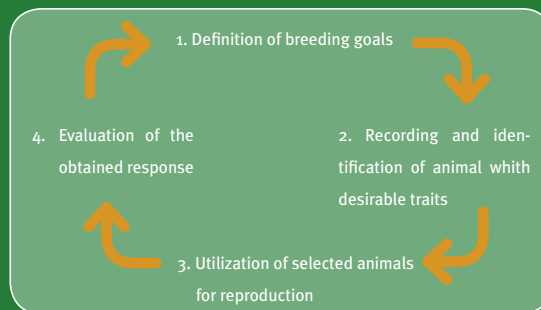 1. Definition of breeding goals
2. Recording and iden-
tification of animal whith
desirable traits
3. Utilization of selected animals
for reproduction
4. Evaluation of the
obtained response